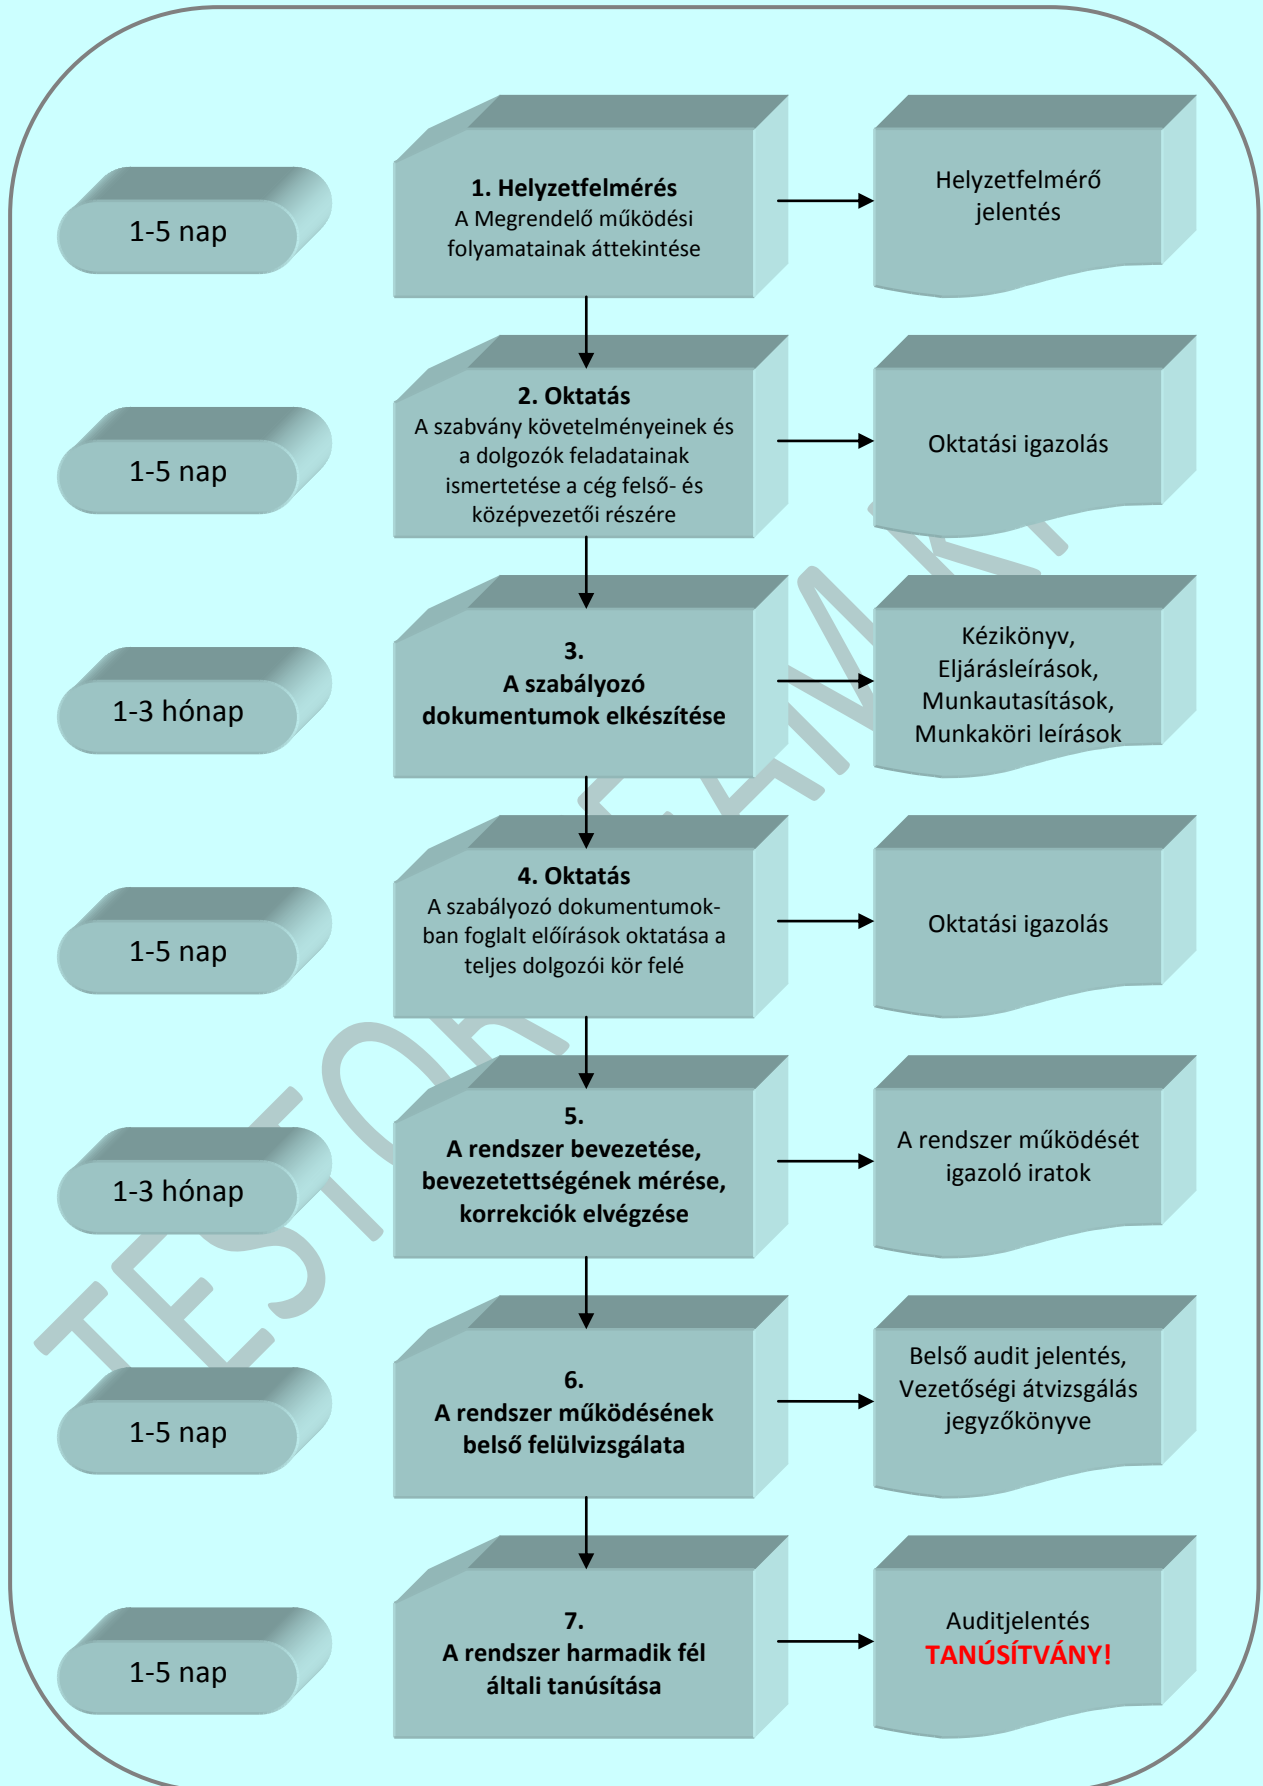 1-5 nap
1. Helyzetfelmérés
A Megrendelő működési
folyamatainak áttekintése
Helyzetfelmérő
jelentés
1-5 nap
2. Oktatás
A szabvány követelményeinek és
a dolgozók feladatainak
ismertetése a cég felső- és
középvezetői részére
Oktatási igazolás
1-3 hónap
3.
A szabályozó
dokumentumok elkészítése
Kézikönyv,
Eljárásleírások,
Munkautasítások,
Munkaköri leírások
1-5 nap
4. Oktatás
A szabályozó dokumentumok-
ban foglalt előírások oktatása a
teljes dolgozói kör felé
Oktatási igazolás
1-3 hónap
5.
A rendszer bevezetése,
bevezetettségének mérése,
korrekciók elvégzése
A rendszer működését
igazoló iratok
1-5 nap
6.
A rendszer működésének
belső felülvizsgálata
Belső audit jelentés,
Vezetőségi átvizsgálás
jegyzőkönyve
1-5 nap
7.
A rendszer harmadik fél
általi tanúsítása
Auditjelentés
TANÚSÍTVÁNY!